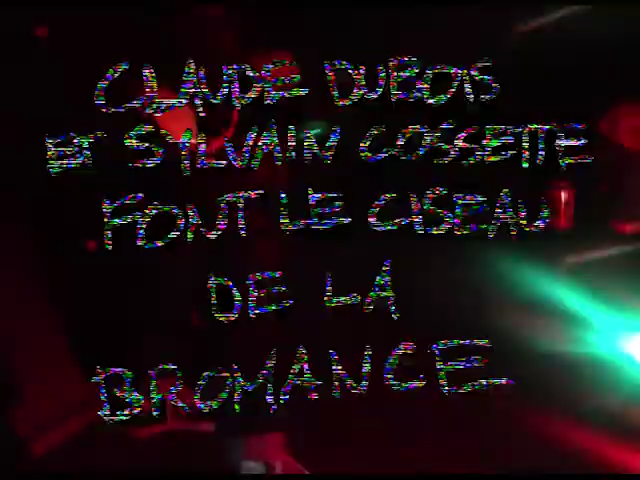 CLAUDE DUBOIS
ET SYLVAIN COSSETTE
FONT LE CISEAU
DE LA
BROMANCE